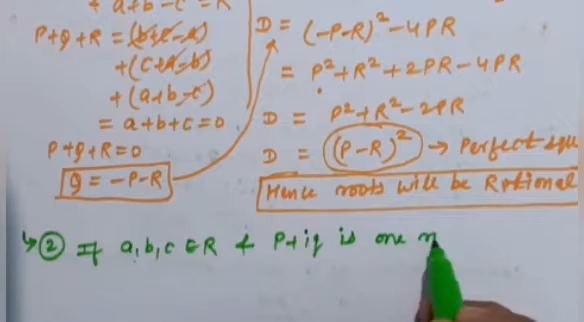 + a+b-c = R
P+Q+R = (b+c-a)
+(c+a-b)
+(a+b-c)
= a+b+c=0
P+Q+R=0
Q = -P-R
D = (-P-R)²-4PR
= P²+R²+2PR-4PR
D = P²+R²-2PR
D = (P-R)² → Perfect squ
Hence roots will be Rational
② If a,b,c ∈ R & P+iq is one